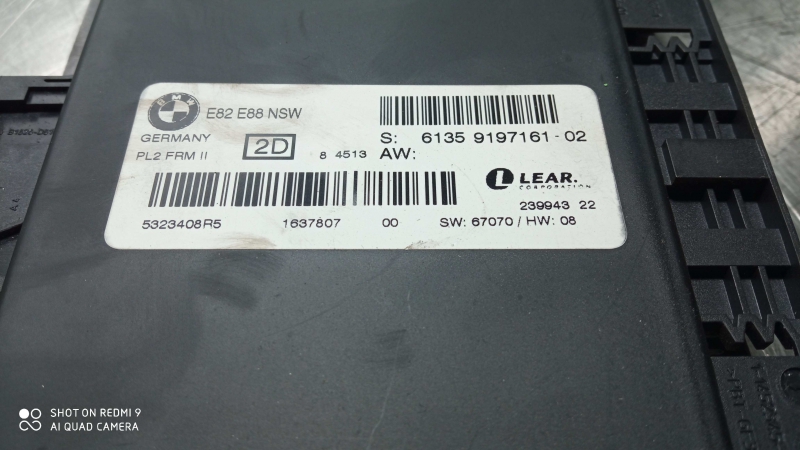 BMW
E82 E88 NSW
GERMANY
PL2 FRM II
2D
8 4513
S: 6135 9197161-02
AW:
LEAR.
CORPORATION
239943 22
5323408R5
1637807
00
SW: 67070 / HW: 08
SHOT ON REDMI 9
AI QUAD CAMERA